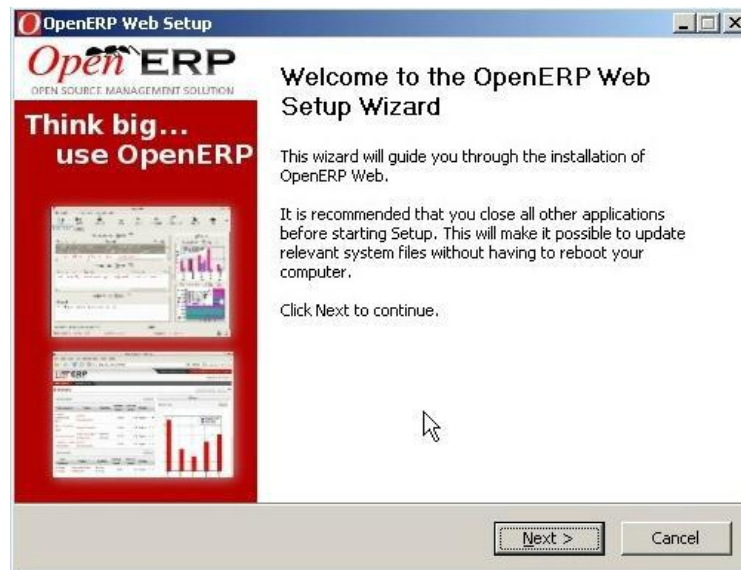 OpenERP Web Setup
Open ERP
OPEN SOURCE MANAGEMENT SOLUTION
Think big...
use OpenERP
Welcome to the OpenERP Web
Setup Wizard
This wizard will guide you through the installation of
OpenERP Web.
It is recommended that you close all other applications
before starting Setup. This will make it possible to update
relevant system files without having to reboot your
computer.
Click Next to continue.
Next >
Cancel